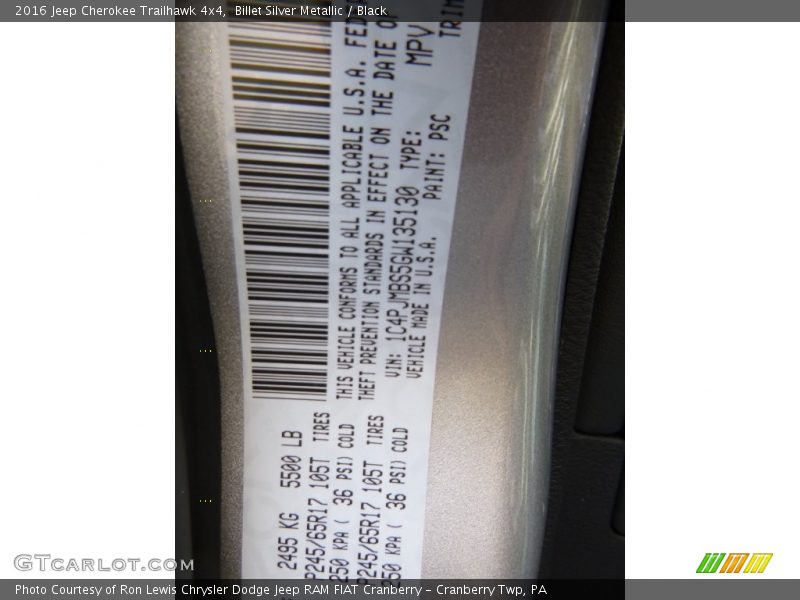 2016 Jeep Cherokee Trailhawk 4x4, Billet Silver Metallic / Black
2495 KG 5500 LB
P245/65R17 105T TIRES
250 KPA ( 36 PSI) COLD
P245/65R17 105T TIRES
250 KPA ( 36 PSI) COLD
THIS VEHICLE CONFORMS TO ALL APPLICABLE U.S.A.
THEFT PREVENTION STANDARDS IN EFFECT ON THE DATE
VIN: 1C4PJMBS5GW135130 TYPE: MPV
VEHICLE MADE IN U.S.A. PAINT: PSC
GTCarLot.com
Photo Courtesy of Ron Lewis Chrysler Dodge Jeep RAM FIAT Cranberry – Cranberry Twp, PA